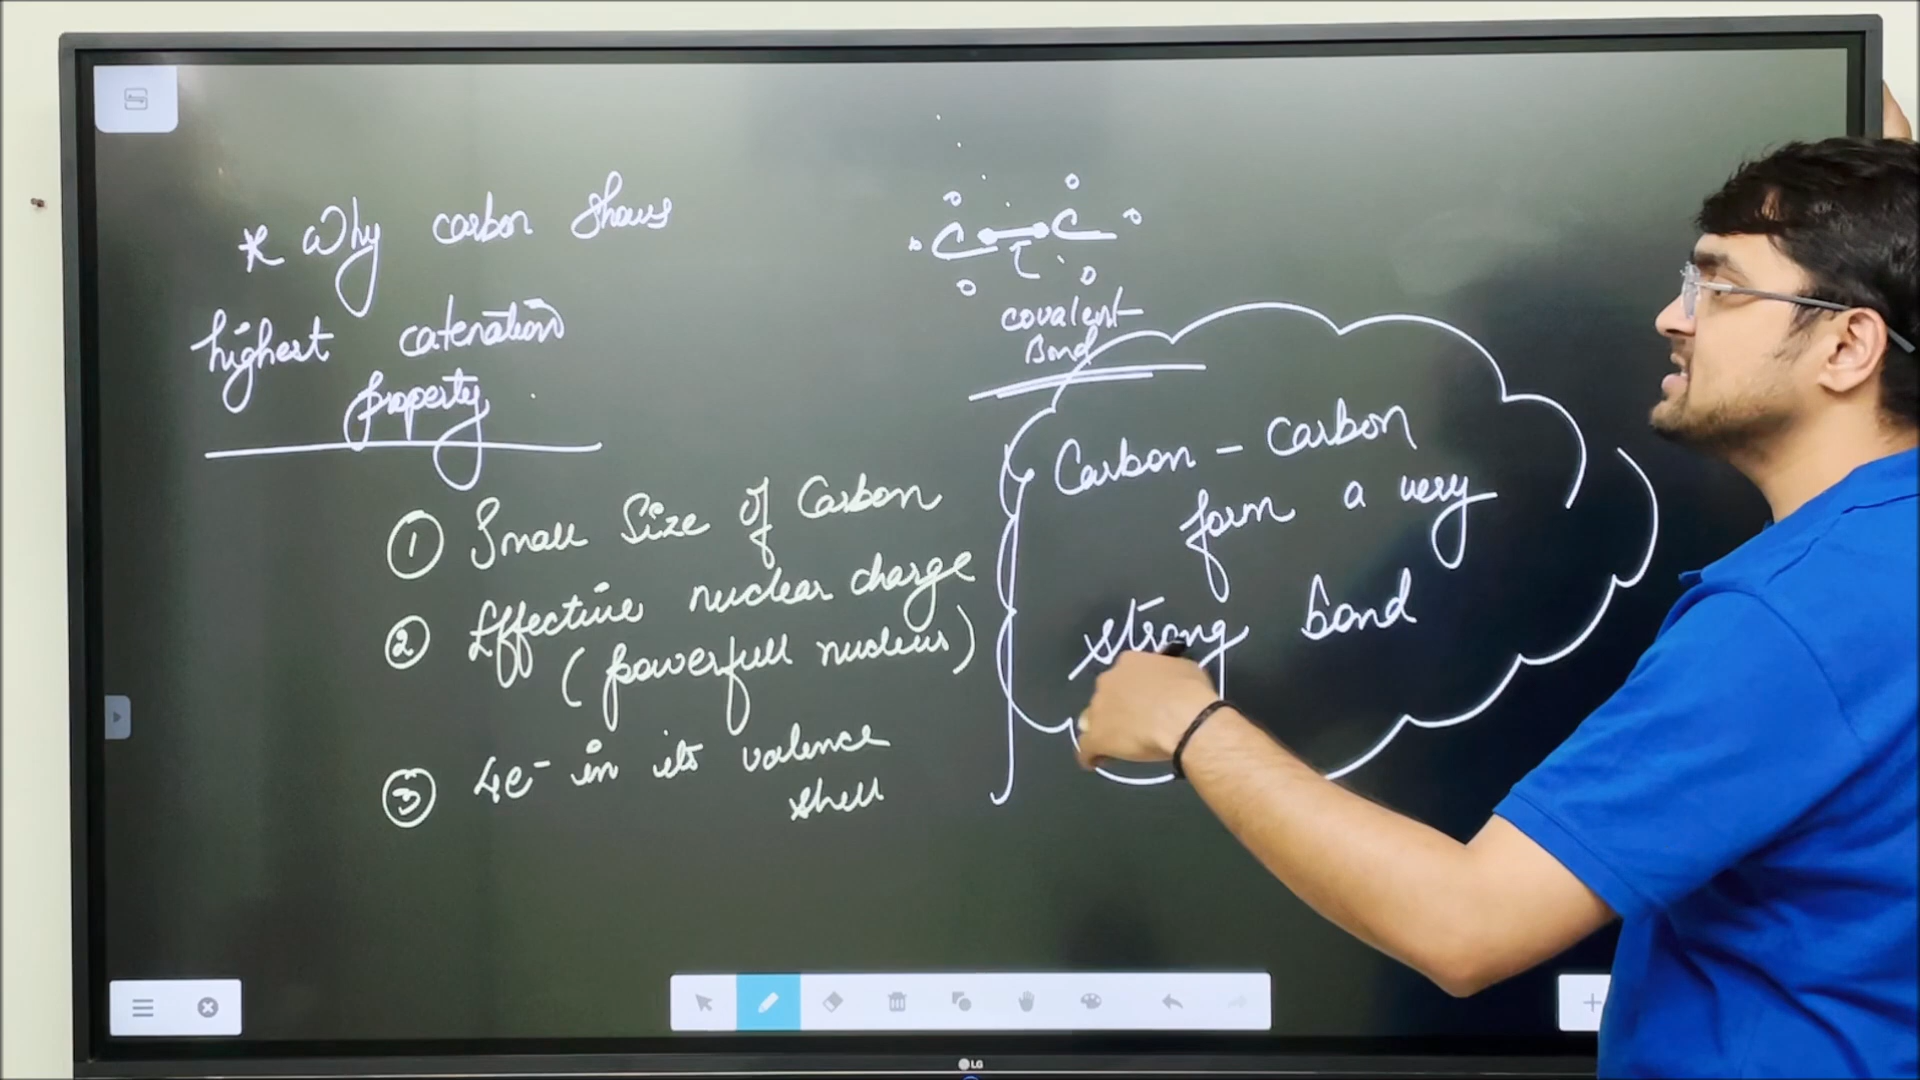 * Why carbon shows
highest catenation
property
① Small Size of Carbon
② Effective nuclear charge
(powerfull nucleus)
③ 4e⁻ in its valence
shell
C C
covalent
Bond
Carbon - Carbon
form a very
strong bond
LG